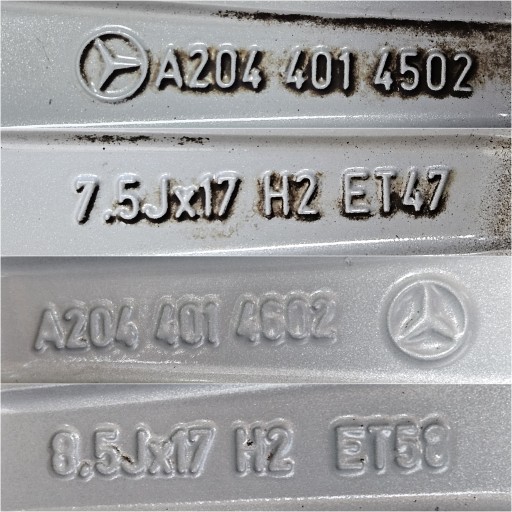 A204 401 4502
7.5Jx17 H2 ET47
A204 401 4602
8.5Jx17 H2 ET58